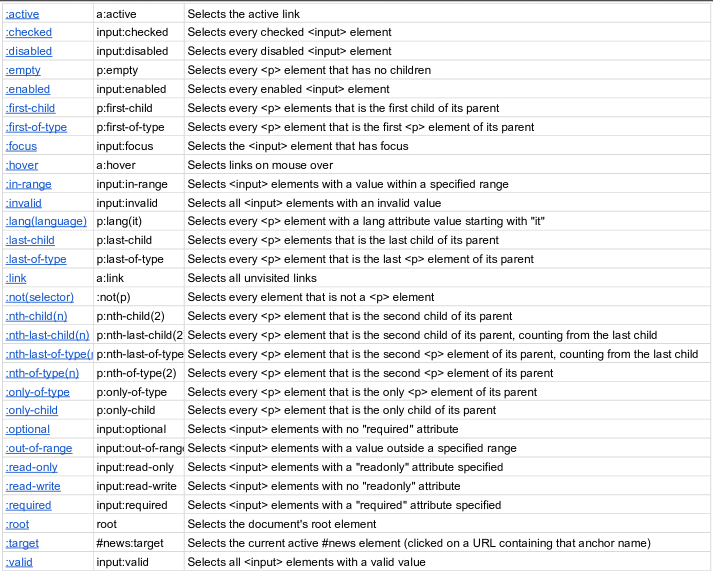 :active a:active Selects the active link
:checked input:checked Selects every checked <input> element
:disabled input:disabled Selects every disabled <input> element
:empty p:empty Selects every <p> element that has no children
:enabled input:enabled Selects every enabled <input> element
:first-child p:first-child Selects every <p> elements that is the first child of its parent
:first-of-type p:first-of-type Selects every <p> element that is the first <p> element of its parent
:focus input:focus Selects the <input> element that has focus
:hover a:hover Selects links on mouse over
:in-range input:in-range Selects <input> elements with a value within a specified range
:invalid input:invalid Selects all <input> elements with an invalid value
:lang(language) p:lang(it) Selects every <p> element with a lang attribute value starting with "it"
:last-child p:last-child Selects every <p> elements that is the last child of its parent
:last-of-type p:last-of-type Selects every <p> element that is the last <p> element of its parent
:link a:link Selects all unvisited links
:not(selector) :not(p) Selects every element that is not a <p> element
:nth-child(n) p:nth-child(2) Selects every <p> element that is the second child of its parent
:nth-last-child(n) p:nth-last-child(2 Selects every <p> element that is the second child of its parent, counting from the last child
:nth-last-of-type( p:nth-last-of-type Selects every <p> element that is the second <p> element of its parent, counting from the last child
:nth-of-type(n) p:nth-of-type(2) Selects every <p> element that is the second <p> element of its parent
:only-of-type p:only-of-type Selects every <p> element that is the only <p> element of its parent
:only-child p:only-child Selects every <p> element that is the only child of its parent
:optional input:optional Selects <input> elements with no "required" attribute
:out-of-range input:out-of-range Selects <input> elements with a value outside a specified range
:read-only input:read-only Selects <input> elements with a "readonly" attribute specified
:read-write input:read-write Selects <input> elements with no "readonly" attribute
:required input:required Selects <input> elements with a "required" attribute specified
:root root Selects the document's root element
:target #news:target Selects the current active #news element (clicked on a URL containing that anchor name)
:valid input:valid Selects all <input> elements with a valid value